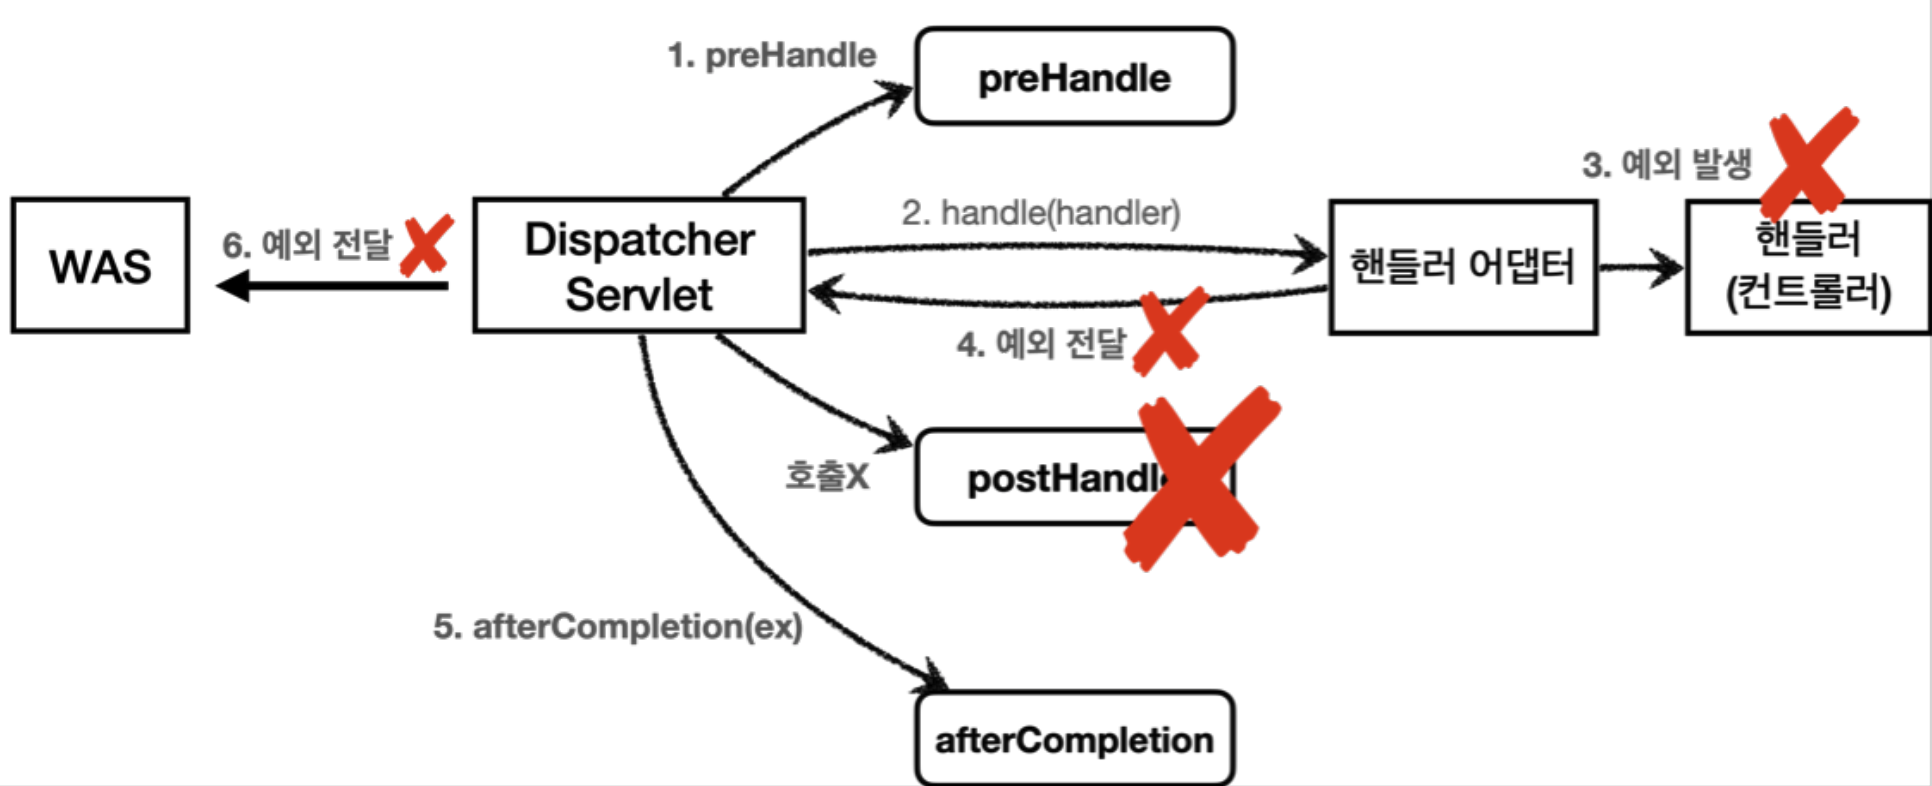 1. preHandle
preHandle
3. 예외 발생
WAS
6. 예외 전달
Dispatcher
Servlet
2. handle(handler)
핸들러 어댑터
핸들러
(컨트롤러)
4. 예외 전달
호출X
postHandle
5. afterCompletion(ex)
afterCompletion